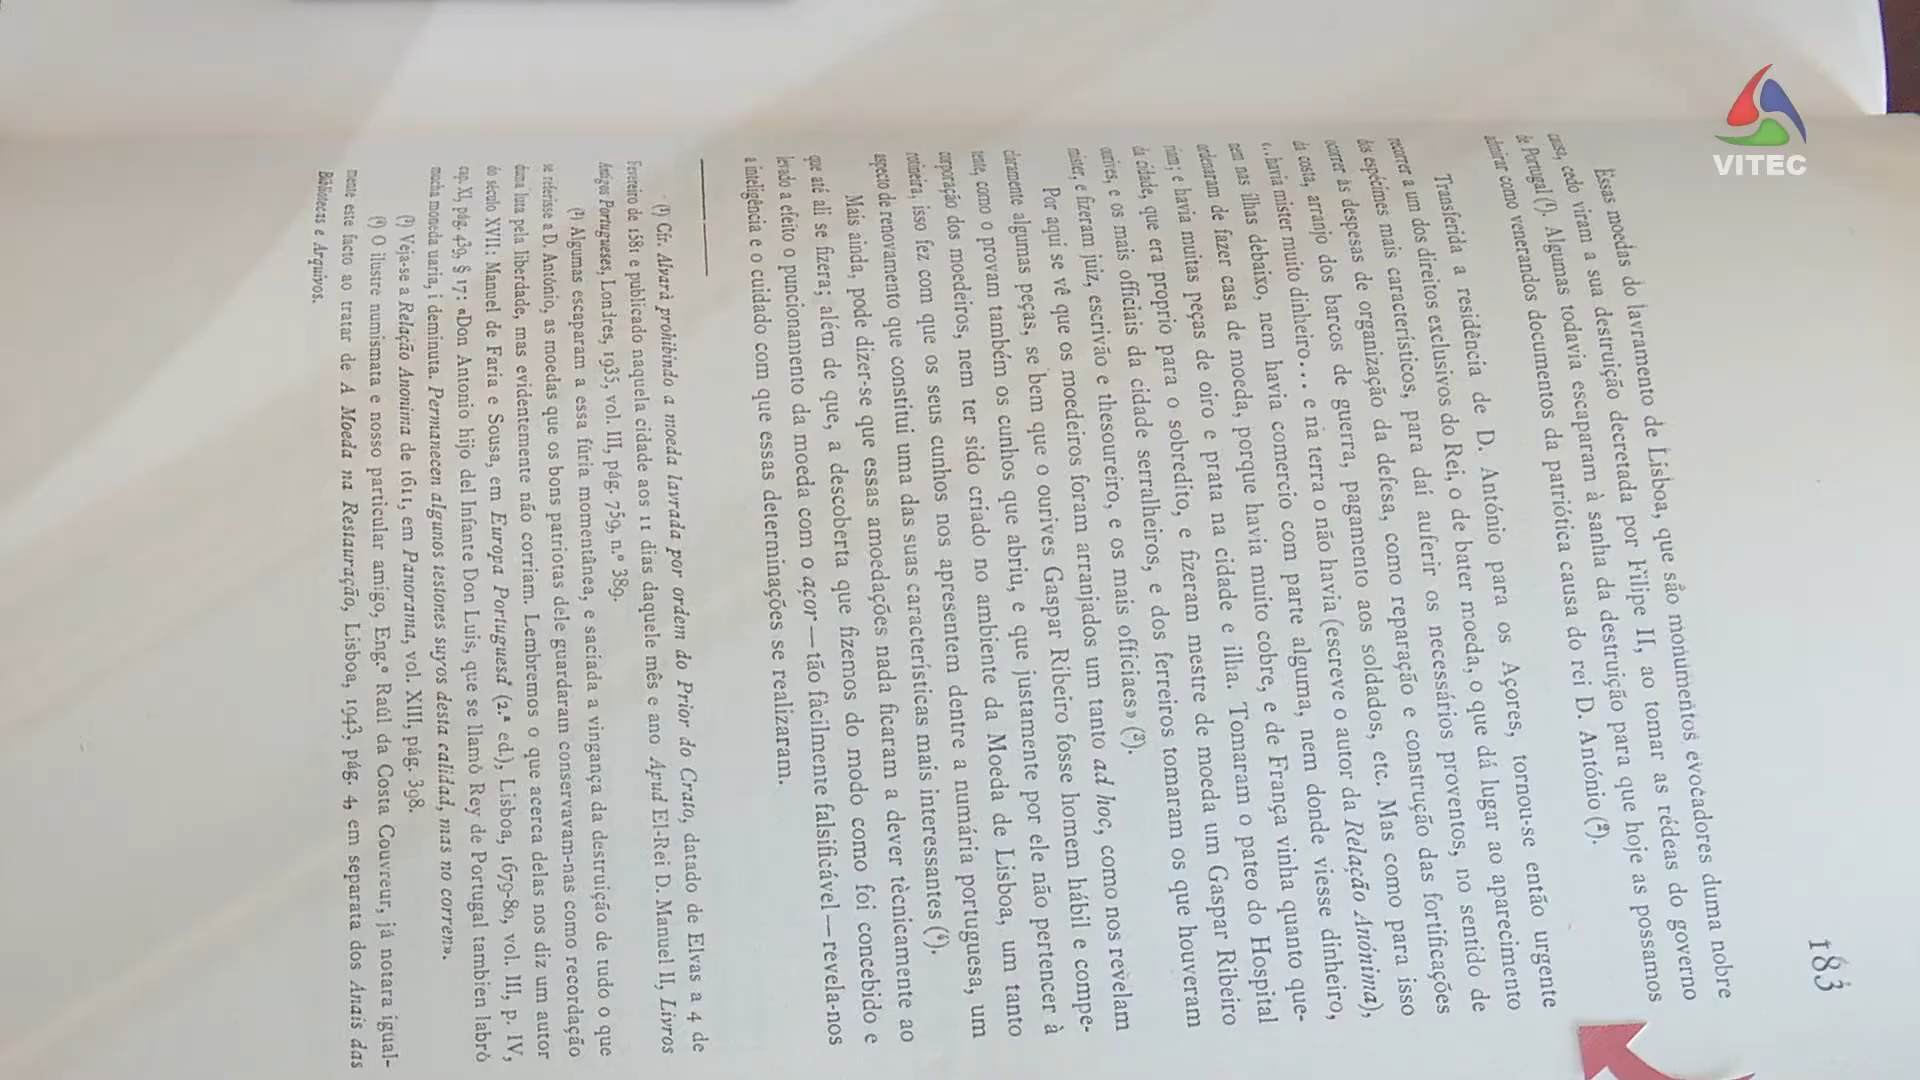 183
Essas moedas do lavramento de Lisboa, que são monumentos evocadores duma nobre
causa, cedo viram a sua destruição decretada por Filipe II, ao tomar as rédeas do governo
de Portugal (¹). Algumas todavia escaparam à sanha da destruição para que hoje as possamos
admirar como venerandos documentos da patriótica causa do rei D. António (²).
Transferida a residência de D. António para os Açores, tornou-se então urgente
recorrer a um dos direitos exclusivos do Rei, o de bater moeda, o que dá lugar ao aparecimento
dos espécimes mais característicos, para daí auferir os necessários proventos, no sentido de
ocorrer às despesas de organização da defesa, como reparação e construção das fortificações
da costa, arranjo dos barcos de guerra, pagamento aos soldados, etc. Mas como para isso
«.. havia mister muito dinheiro... e na terra o não havia (escreve o autor da Relação Anónima),
nem nas ilhas debaixo, nem havia comercio com parte alguma, nem donde viesse dinheiro,
ordenaram de fazer casa de moeda, porque havia muito cobre, e de França vinha quanto que-
riam; e havia muitas peças de oiro e prata na cidade e ilha. Tomaram o pateo do Hospital
da cidade, que era proprio para o sobredito, e fizeram mestre de moeda um Gaspar Ribeiro
ourives, e os mais officiais da cidade serralheiros, e dos ferreiros tomaram os que houveram
mister, e fizeram juiz, escrivão e thesoureiro, e os mais officiaes» (³).
Por aqui se vê que os moedeiros foram arranjados um tanto ad hoc, como nos revelam
claramente algumas peças, se bem que o ourives Gaspar Ribeiro fosse homem hábil e compe-
tente, como o provam também os cunhos que abriu, e que justamente por ele não pertencer à
corporação dos moedeiros, nem ter sido criado no ambiente da Moeda de Lisboa, um tanto
rotineira, isso fez com que os seus cunhos nos apresentem dentre a numária portuguesa, um
aspecto de renovamento que constitui uma das suas características mais interessantes (⁴).
Mais ainda, pode dizer-se que essas amoedações nada ficaram a dever tècnicamente ao
que até ali se fizera; além de que, a descoberta que fizemos do modo como foi concebido e
levado a efeito o puncionamento da moeda com o açor — tão fàcilmente falsificável — revela-nos
a inteligência e o cuidado com que essas determinações se realizaram.
(¹) Cfr. Alvará prohibindo a moeda lavrada por ordem do Prior do Crato, datado de Elvas a 4 de
Fevereiro de 1581 e publicado naquela cidade aos 11 dias daquele mês e ano Apud El-Rei D. Manuel II, Livros
Antigos Portugueses, Londres, 1935, vol. III, pág. 759, n.º 389.
(²) Algumas escaparam a essa fúria momentânea, e saciada a vingança da destruição de tudo o que
se referisse a D. António, as moedas que os bons patriotas dele guardaram conservavam-nas como recordação
duma luta pela liberdade, mas evidentemente não corriam. Lembremos o que acerca delas nos diz um autor
do século XVII: Manuel de Faria e Sousa, em Europa Portuguesa (2.ª ed), Lisboa, 1679-80, vol. III, p. IV,
cap. XI, pág. 439, § 17: «Don Antonio hijo del Infante Don Luis, que se llamò Rey de Portugal tambien labrò
mucha moneda uaria, i deminuta. Permanecen algunos testones suyos desta calidad, mas no corren».
(³) Veja-se a Relação Anonima de 1611, em Panorama, vol. XIII, pág. 398.
(⁴) O ilustre numismata e nosso particular amigo, Eng.º Raúl da Costa Couvreur, já notara igual-
mente este facto ao tratar de A Moeda na Restauração, Lisboa, 1943, pág. 4, em separata dos Anais das
Bibliotecas e Arquivos.
VITEC